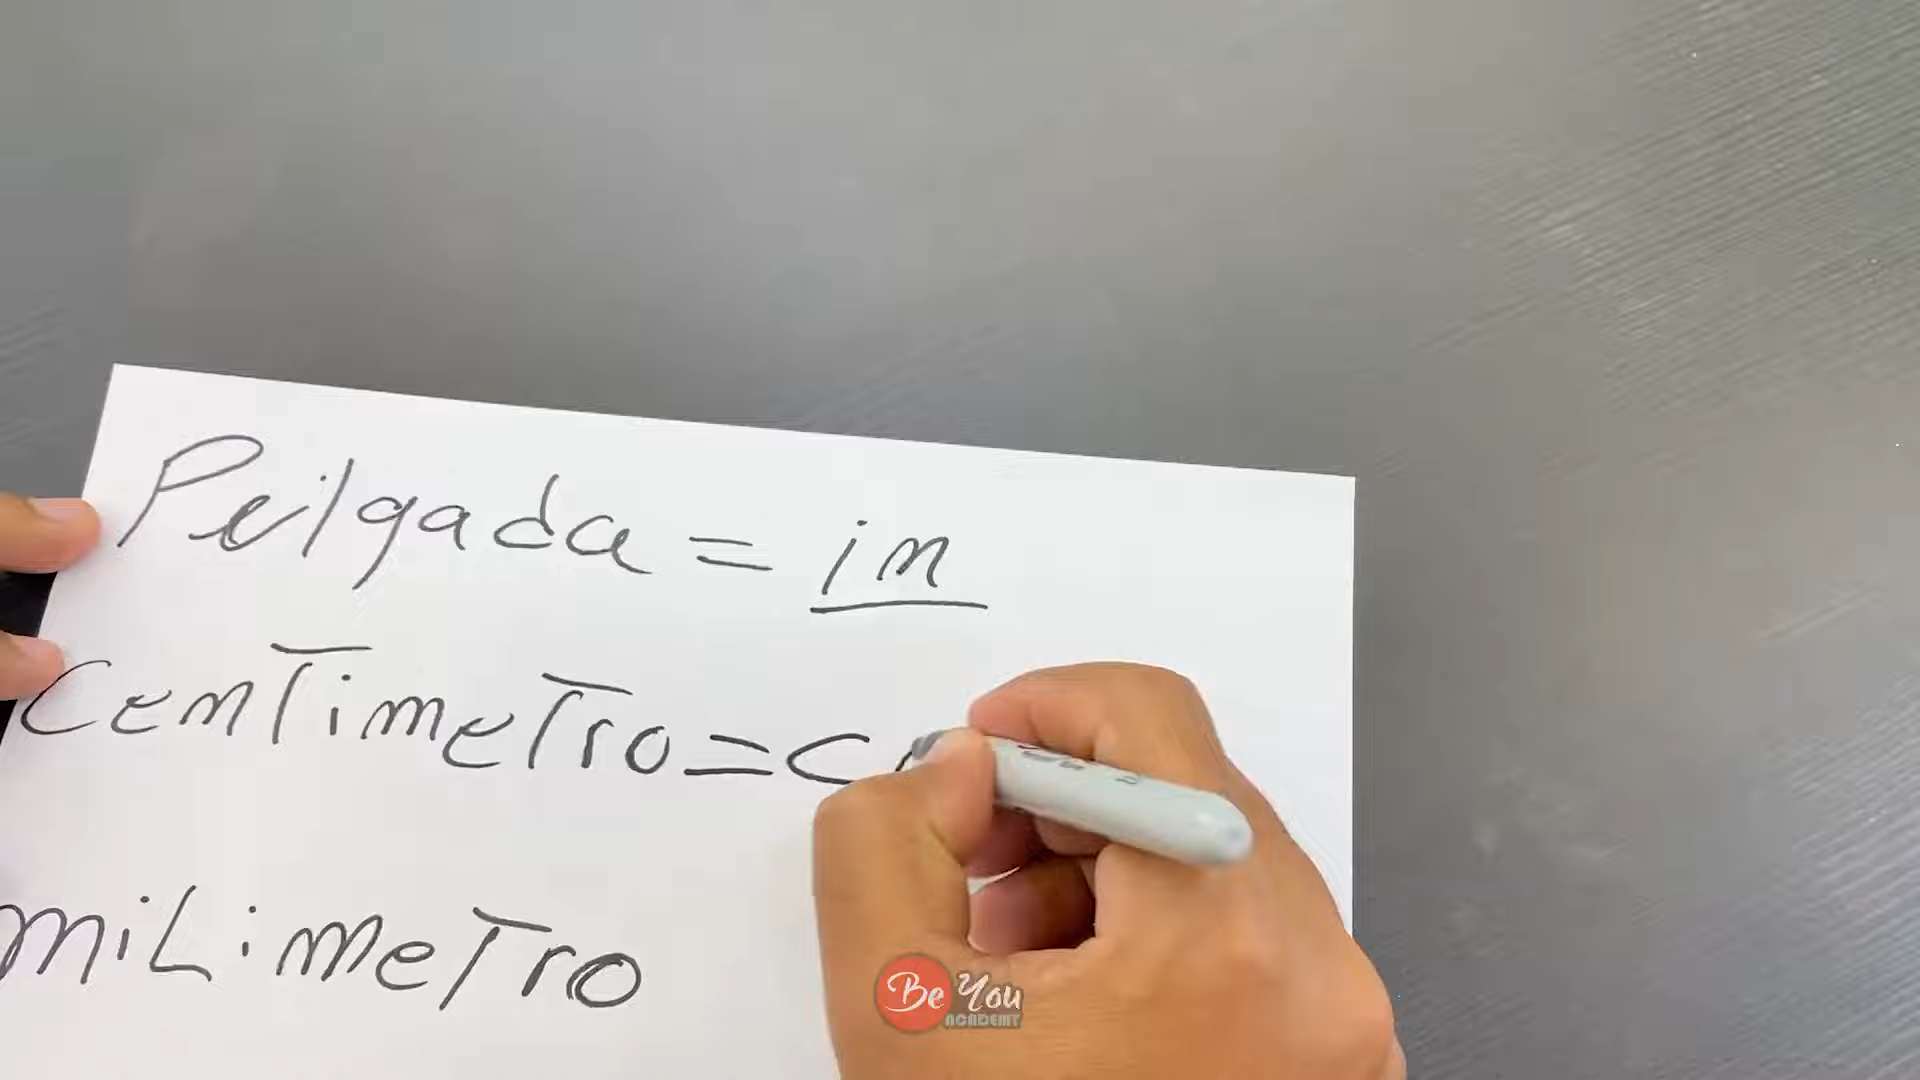 Pulgada = in
CenTimeTro = c
miLimeTro
Be You
ACADEMY